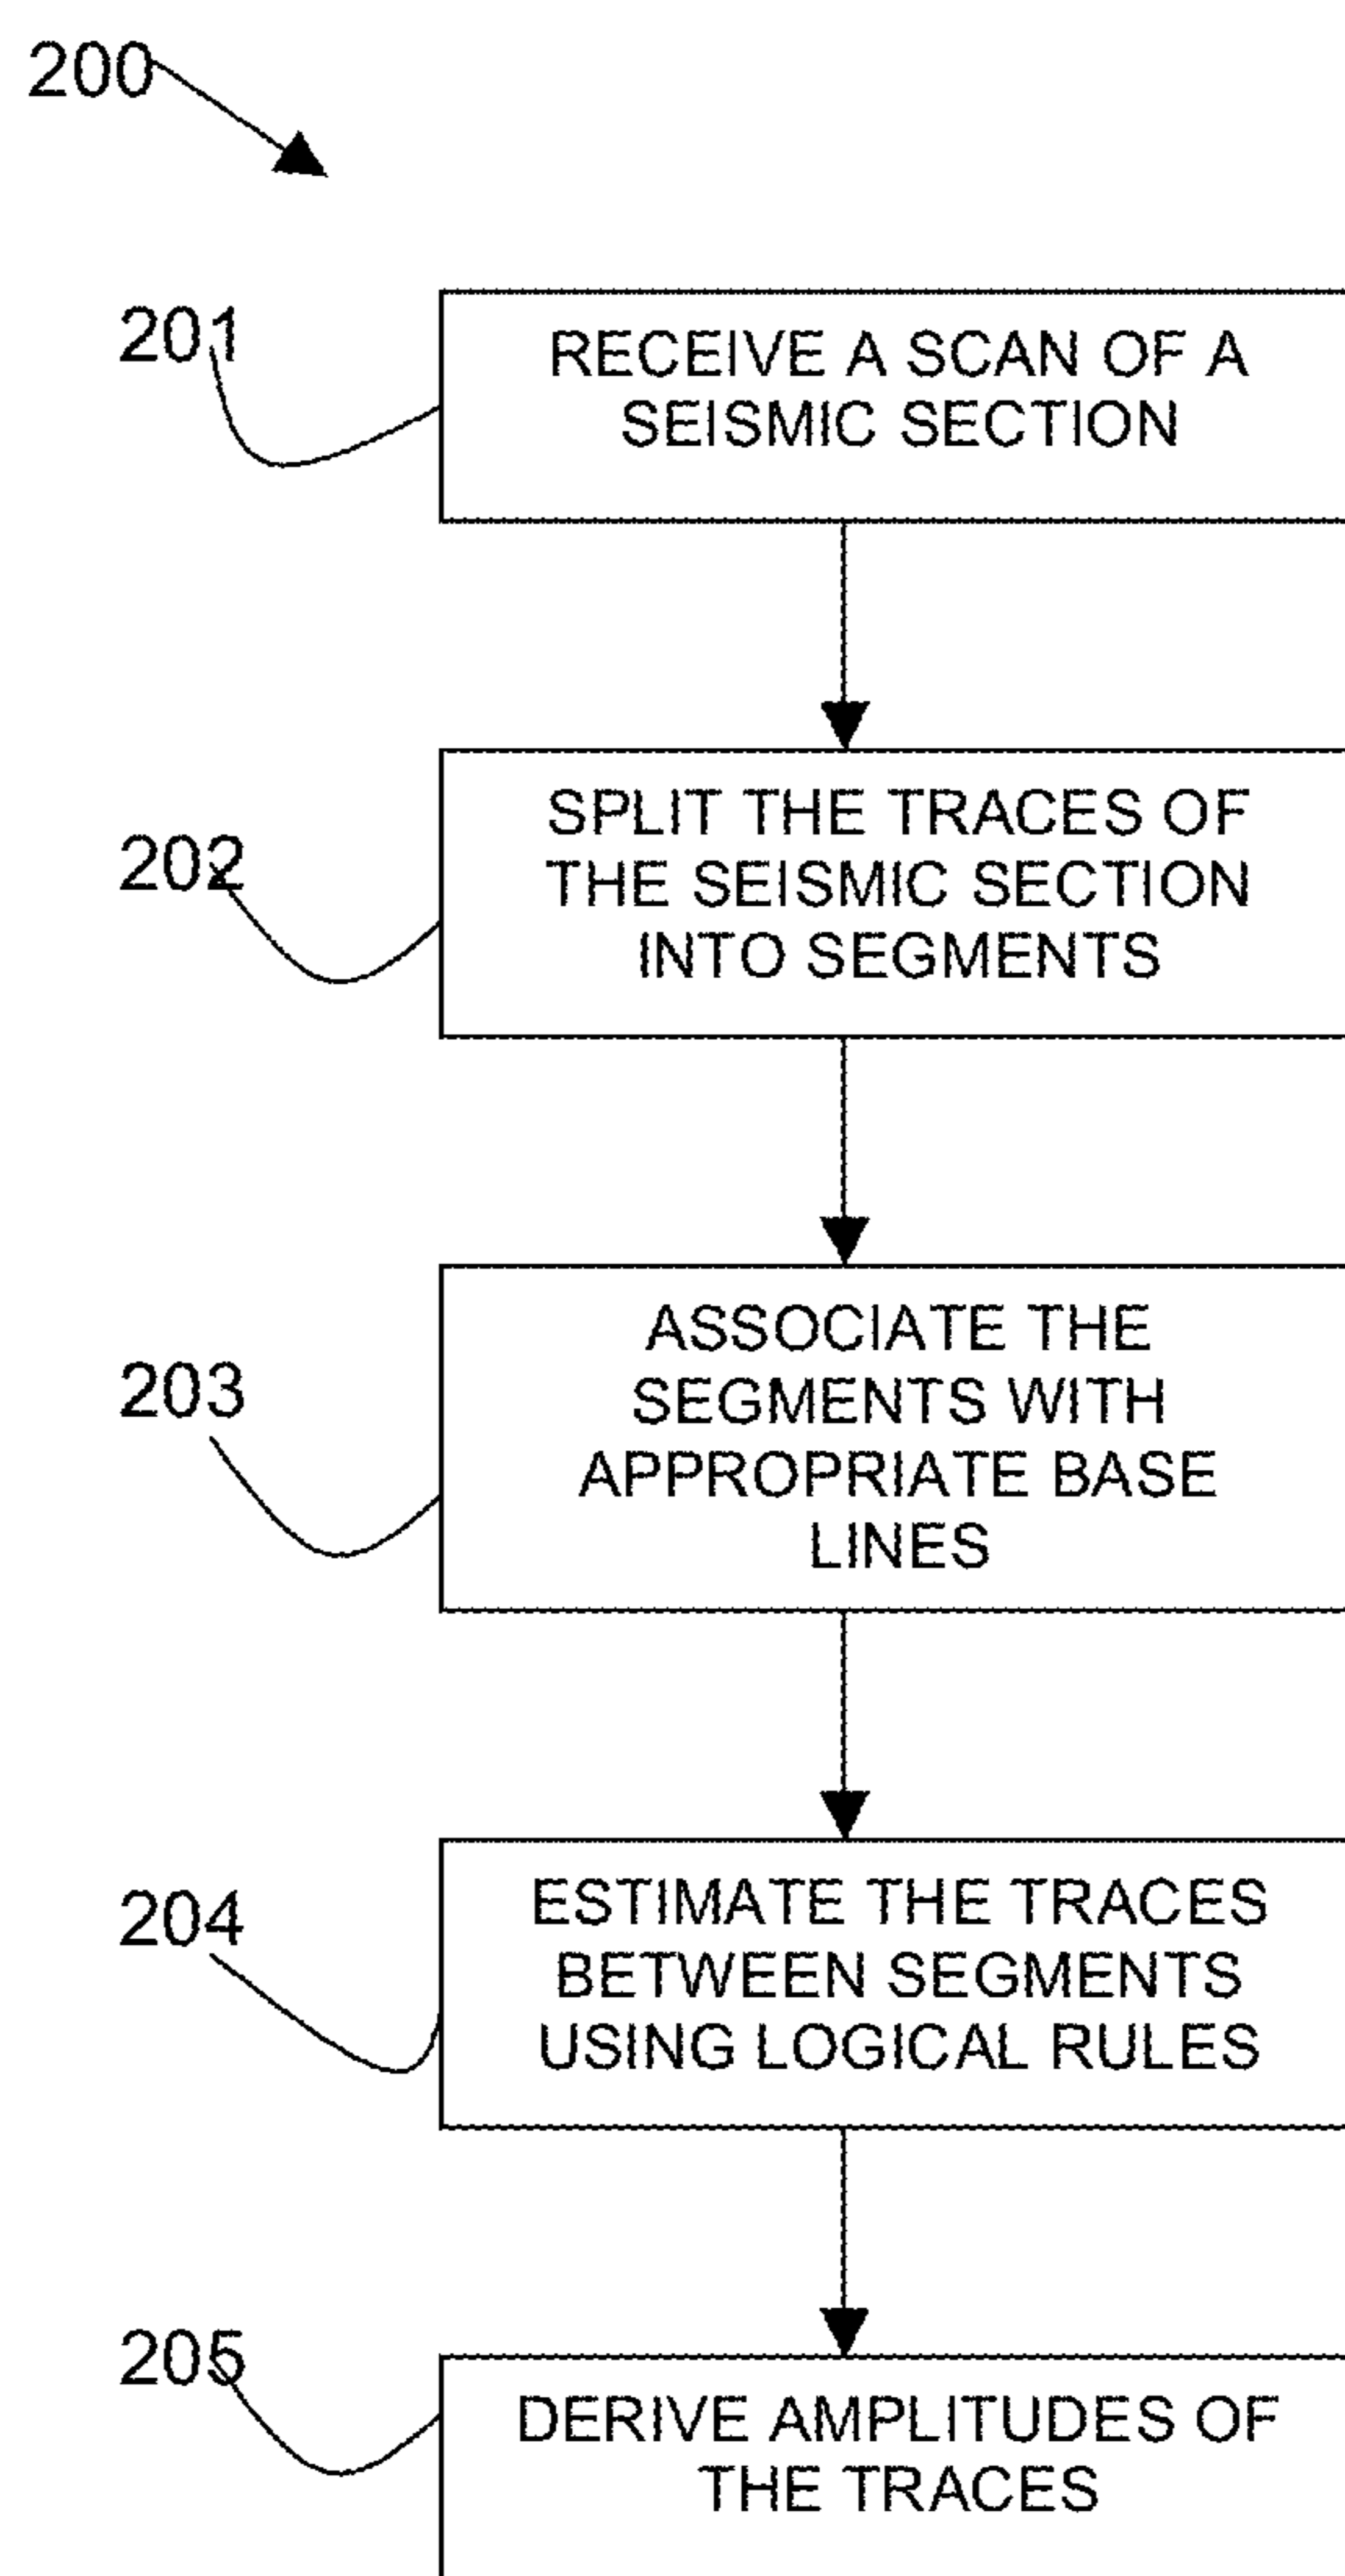 200
201
RECEIVE A SCAN OF A
SEISMIC SECTION
202
SPLIT THE TRACES OF
THE SEISMIC SECTION
INTO SEGMENTS
203
ASSOCIATE THE
SEGMENTS WITH
APPROPRIATE BASE
LINES
204
ESTIMATE THE TRACES
BETWEEN SEGMENTS
USING LOGICAL RULES
205
DERIVE AMPLITUDES OF
THE TRACES